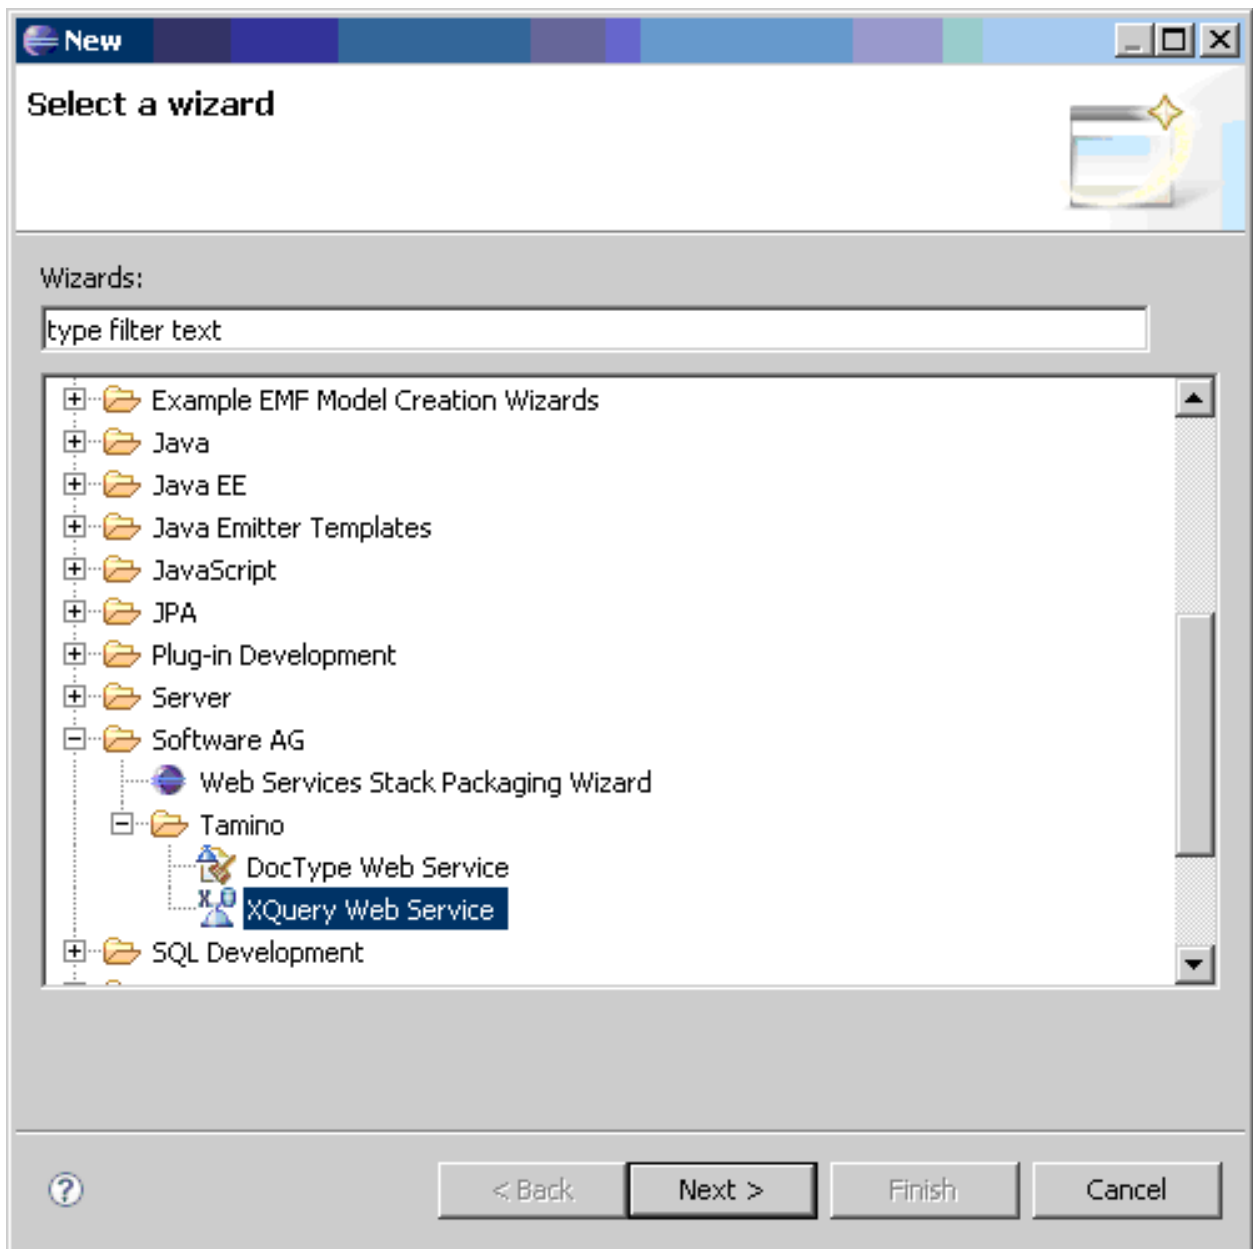 New
Select a wizard
Wizards:
type filter text
Example EMF Model Creation Wizards
Java
Java EE
Java Emitter Templates
JavaScript
JPA
Plug-in Development
Server
Software AG
Web Services Stack Packaging Wizard
Tamino
DocType Web Service
XQuery Web Service
SQL Development
< Back Next > Finish Cancel